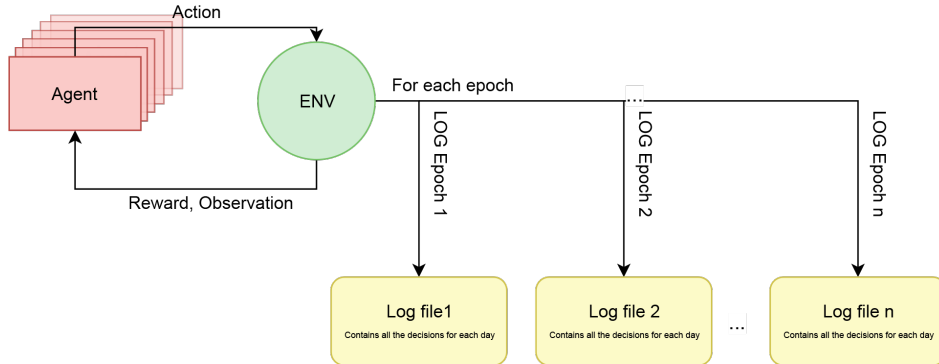 Action
Agent
ENV
For each epoch
...
Reward, Observation
LOG Epoch 1
LOG Epoch 2
LOG Epoch n
Log file1
Contains all the decisions for each day
Log file 2
Contains all the decisions for each day
...
Log file n
Contains all the decisions for each day